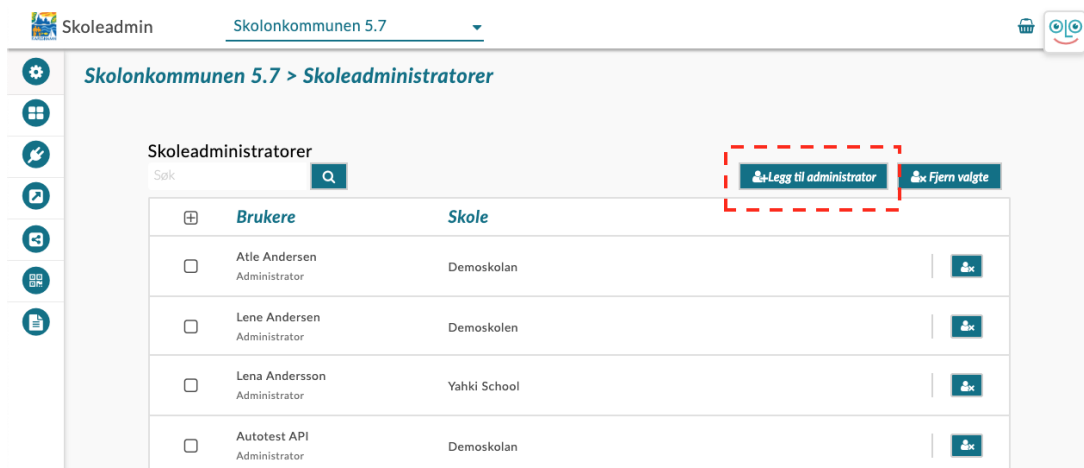 Skoleadmin
Skolonkommunen 5.7
Skolonkommunen 5.7 > Skoleadministratorer
Skoleadministratorer
Søk
Legg til administrator
Fjern valgte
Brukere Skole
Atle Andersen
Administrator
Demoskolan
Lene Andersen
Administrator
Demoskolen
Lena Andersson
Administrator
Yahki School
Autotest API
Administrator
Demoskolan